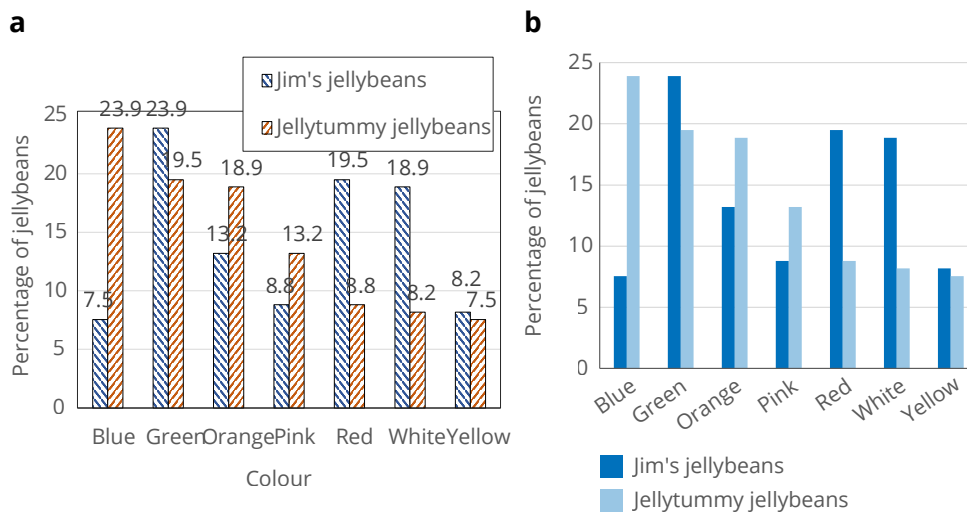 a
Jim's jellybeans
Jellytummy jellybeans
Percentage of jellybeans
25
20
15
10
5
0
7.5
23.9
23.9
19.5
13.2
18.9
8.8
13.2
19.5
8.8
18.9
8.2
8.2
7.5
Blue Green Orange Pink Red White Yellow
Colour
b
Percentage of jellybeans
25
20
15
10
5
0
Blue Green Orange Pink Red White Yellow
Jim's jellybeans
Jellytummy jellybeans